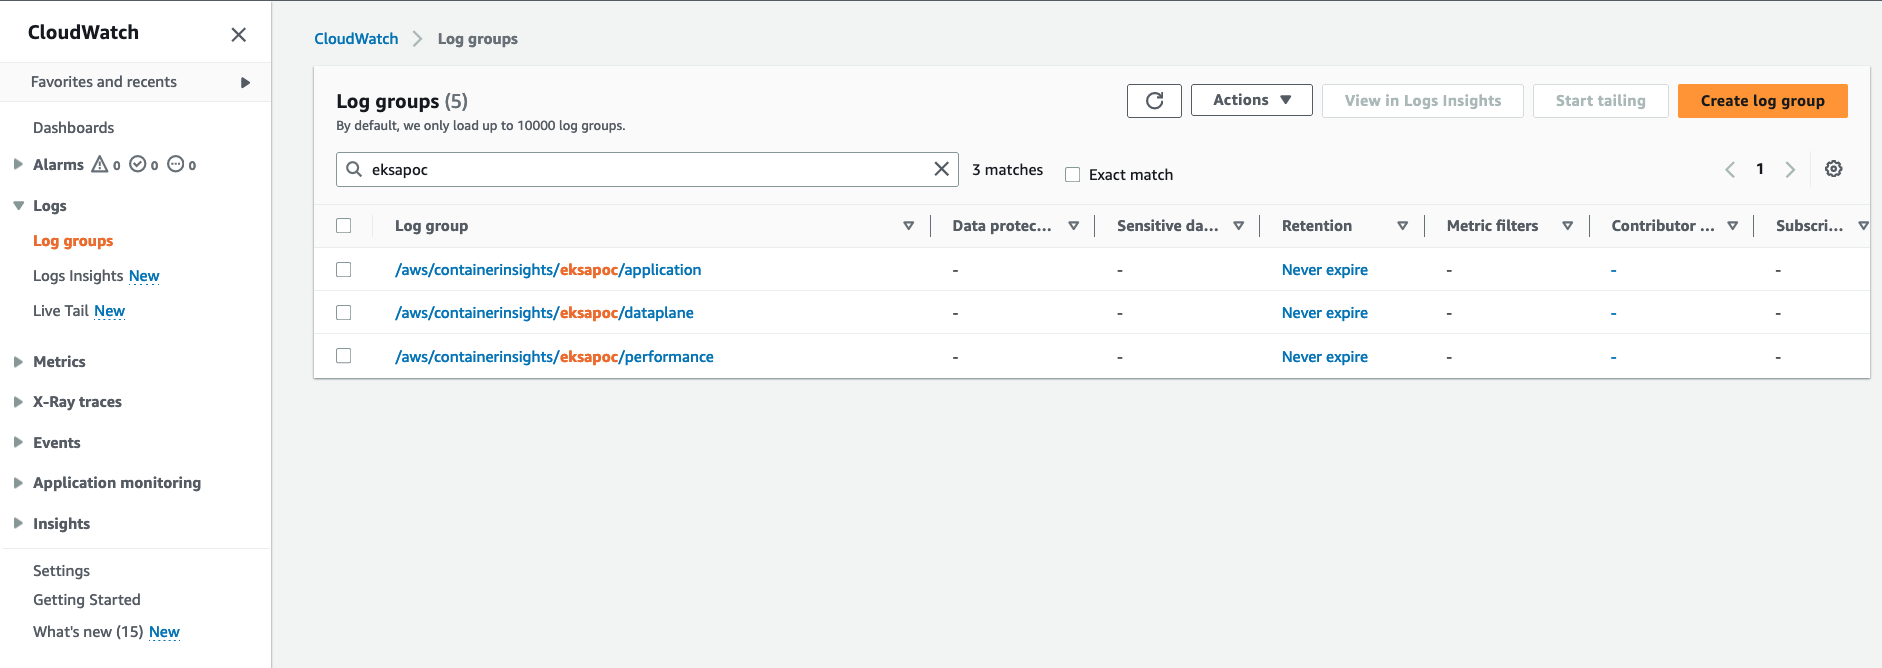 CloudWatch
Favorites and recents
Dashboards
Alarms 0 0 0
Logs
Log groups
Logs Insights New
Live Tail New
Metrics
X-Ray traces
Events
Application monitoring
Insights
Settings
Getting Started
What's new (15) New
CloudWatch Log groups
Log groups (5)
By default, we only load up to 10000 log groups.
Actions View in Logs Insights Start tailing Create log group
eksapoc 3 matches Exact match 1
Log group Data protec... Sensitive da... Retention Metric filters Contributor ... Subscri...
/aws/containerinsights/eksapoc/application - - Never expire - - -
/aws/containerinsights/eksapoc/dataplane - - Never expire - - -
/aws/containerinsights/eksapoc/performance - - Never expire - - -